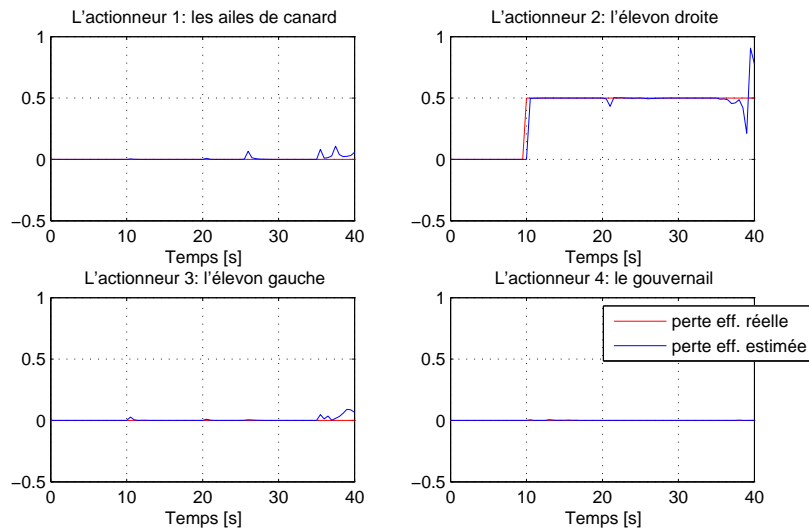 L'actionneur 1: les ailes de canard
1
0.5
0
−0.5
0 10 20 30 40
Temps [s]
L'actionneur 2: l'élevon droite
1
0.5
0
−0.5
0 10 20 30 40
Temps [s]
L'actionneur 3: l'élevon gauche
1
0.5
0
−0.5
0 10 20 30 40
Temps [s]
L'actionneur 4: le gouvernail
1
0.5
0
−0.5
0 10 20 30 40
Temps [s]
perte eff. réelle
perte eff. estimée